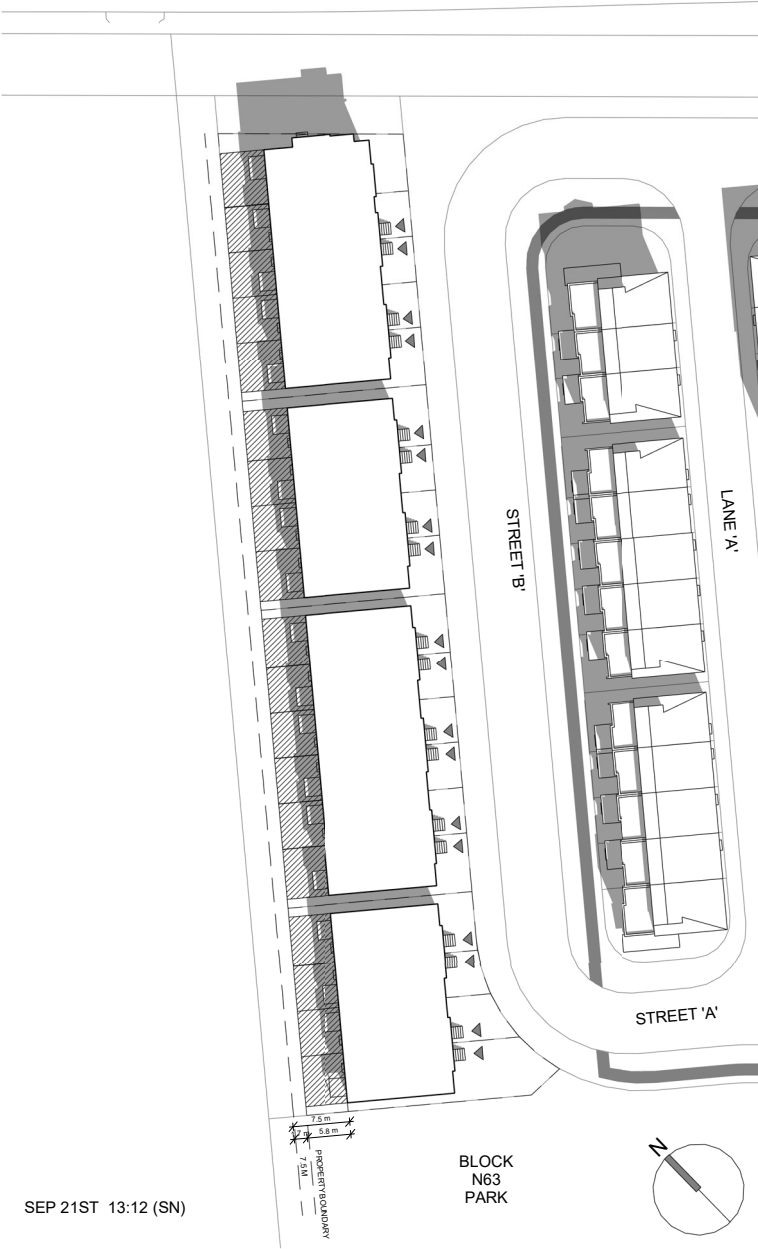 STREET 'B'
LANE 'A'
STREET 'A'
7.5 m
5.8 m
7.5 M
PROPERTY BOUNDARY
BLOCK
N63
PARK
N
SEP 21ST 13:12 (SN)